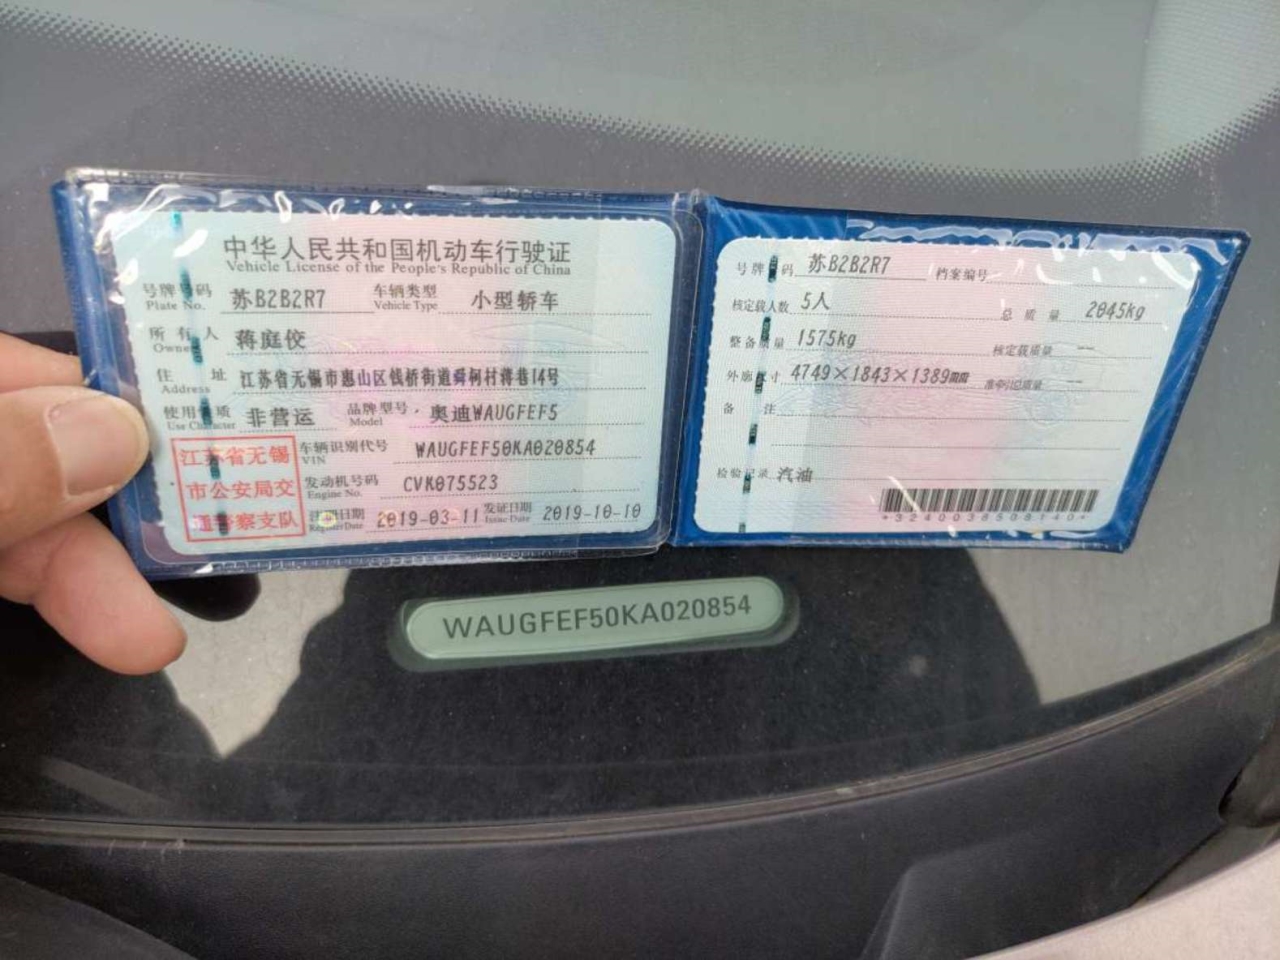 中华人民共和国机动车行驶证
Vehicle License of the People's Republic of China
号牌号码 苏B2B2R7 车辆类型 小型轿车
Plate No. Vehicle Type
所有人 蒋庭佼
Owner
住址 江苏省无锡市惠山区钱桥街道舜柯村蒋巷14号
Address
使用性质 非营运 品牌型号 奥迪WAUGFEF5
Use Character Model
江苏省无锡
市公安局交
通警察支队
车辆识别代号 WAUGFEF50KA020854
VIN
发动机号码 CVK075523
Engine No.
注册日期 2019-03-11 发证日期 2019-10-10
Register Date Issue Date
号牌号码 苏B2B2R7 档案编号
核定载人数 5人 总质量 2045kg
整备质量 1575kg 核定载质量 --
外廓尺寸 4749×1843×1389mm 准牵引总质量 --
备注
检验记录 汽油
WAUGFEF50KA020854